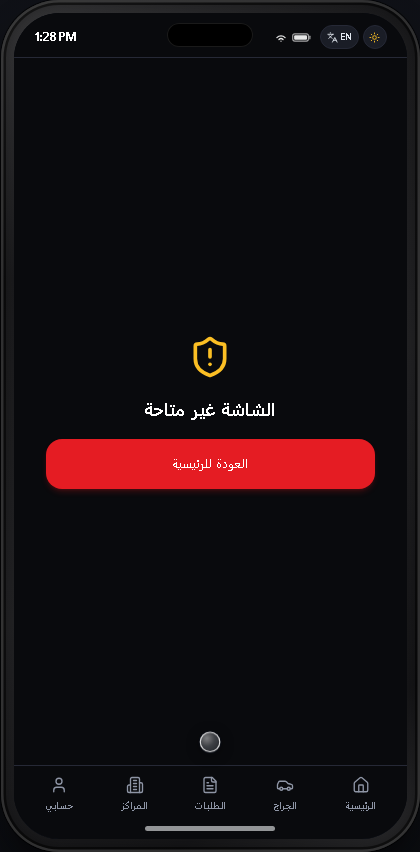 1:28 PM
EN
الشاشة غير متاحة
العودة للرئيسية
الرئيسية
الجراج
الطلبات
المراكز
حسابي